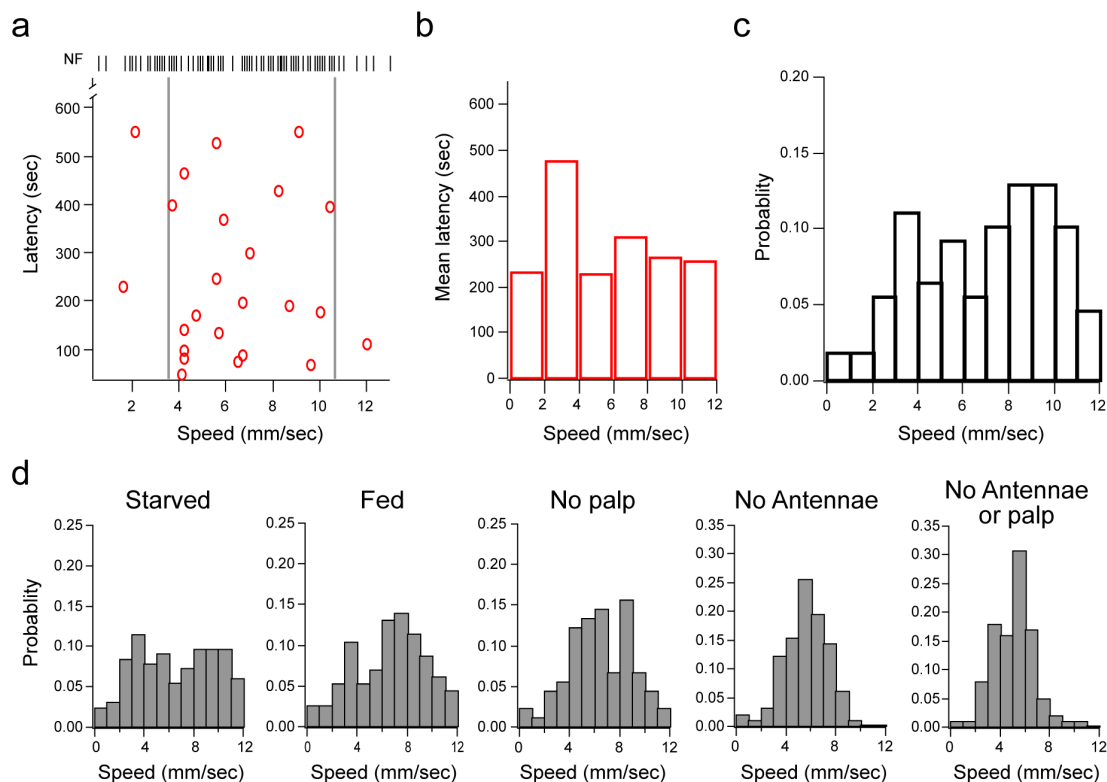 a
NF
600
500
400
300
200
100
Latency (sec)
2 4 6 8 10 12
Speed (mm/sec)
b
600
500
400
300
200
100
0
Mean latency (sec)
0 2 4 6 8 10 12
Speed (mm/sec)
c
0.20
0.15
0.10
0.05
0.00
Probablity
0 2 4 6 8 10 12
Speed (mm/sec)
d
Starved
0.25
0.20
0.15
0.10
0.05
0.00
Probablity
0 4 8 12
Speed (mm/sec)
Fed
0.25
0.20
0.15
0.10
0.05
0.00
0 4 8 12
Speed (mm/sec)
No palp
0.25
0.20
0.15
0.10
0.05
0.00
0 4 8 12
Speed (mm/sec)
No Antennae
0.35
0.30
0.25
0.20
0.15
0.10
0.05
0.00
0 4 8 12
Speed (mm/sec)
No Antennae
or palp
0.35
0.30
0.25
0.20
0.15
0.10
0.05
0.00
0 4 8 12
Speed (mm/sec)